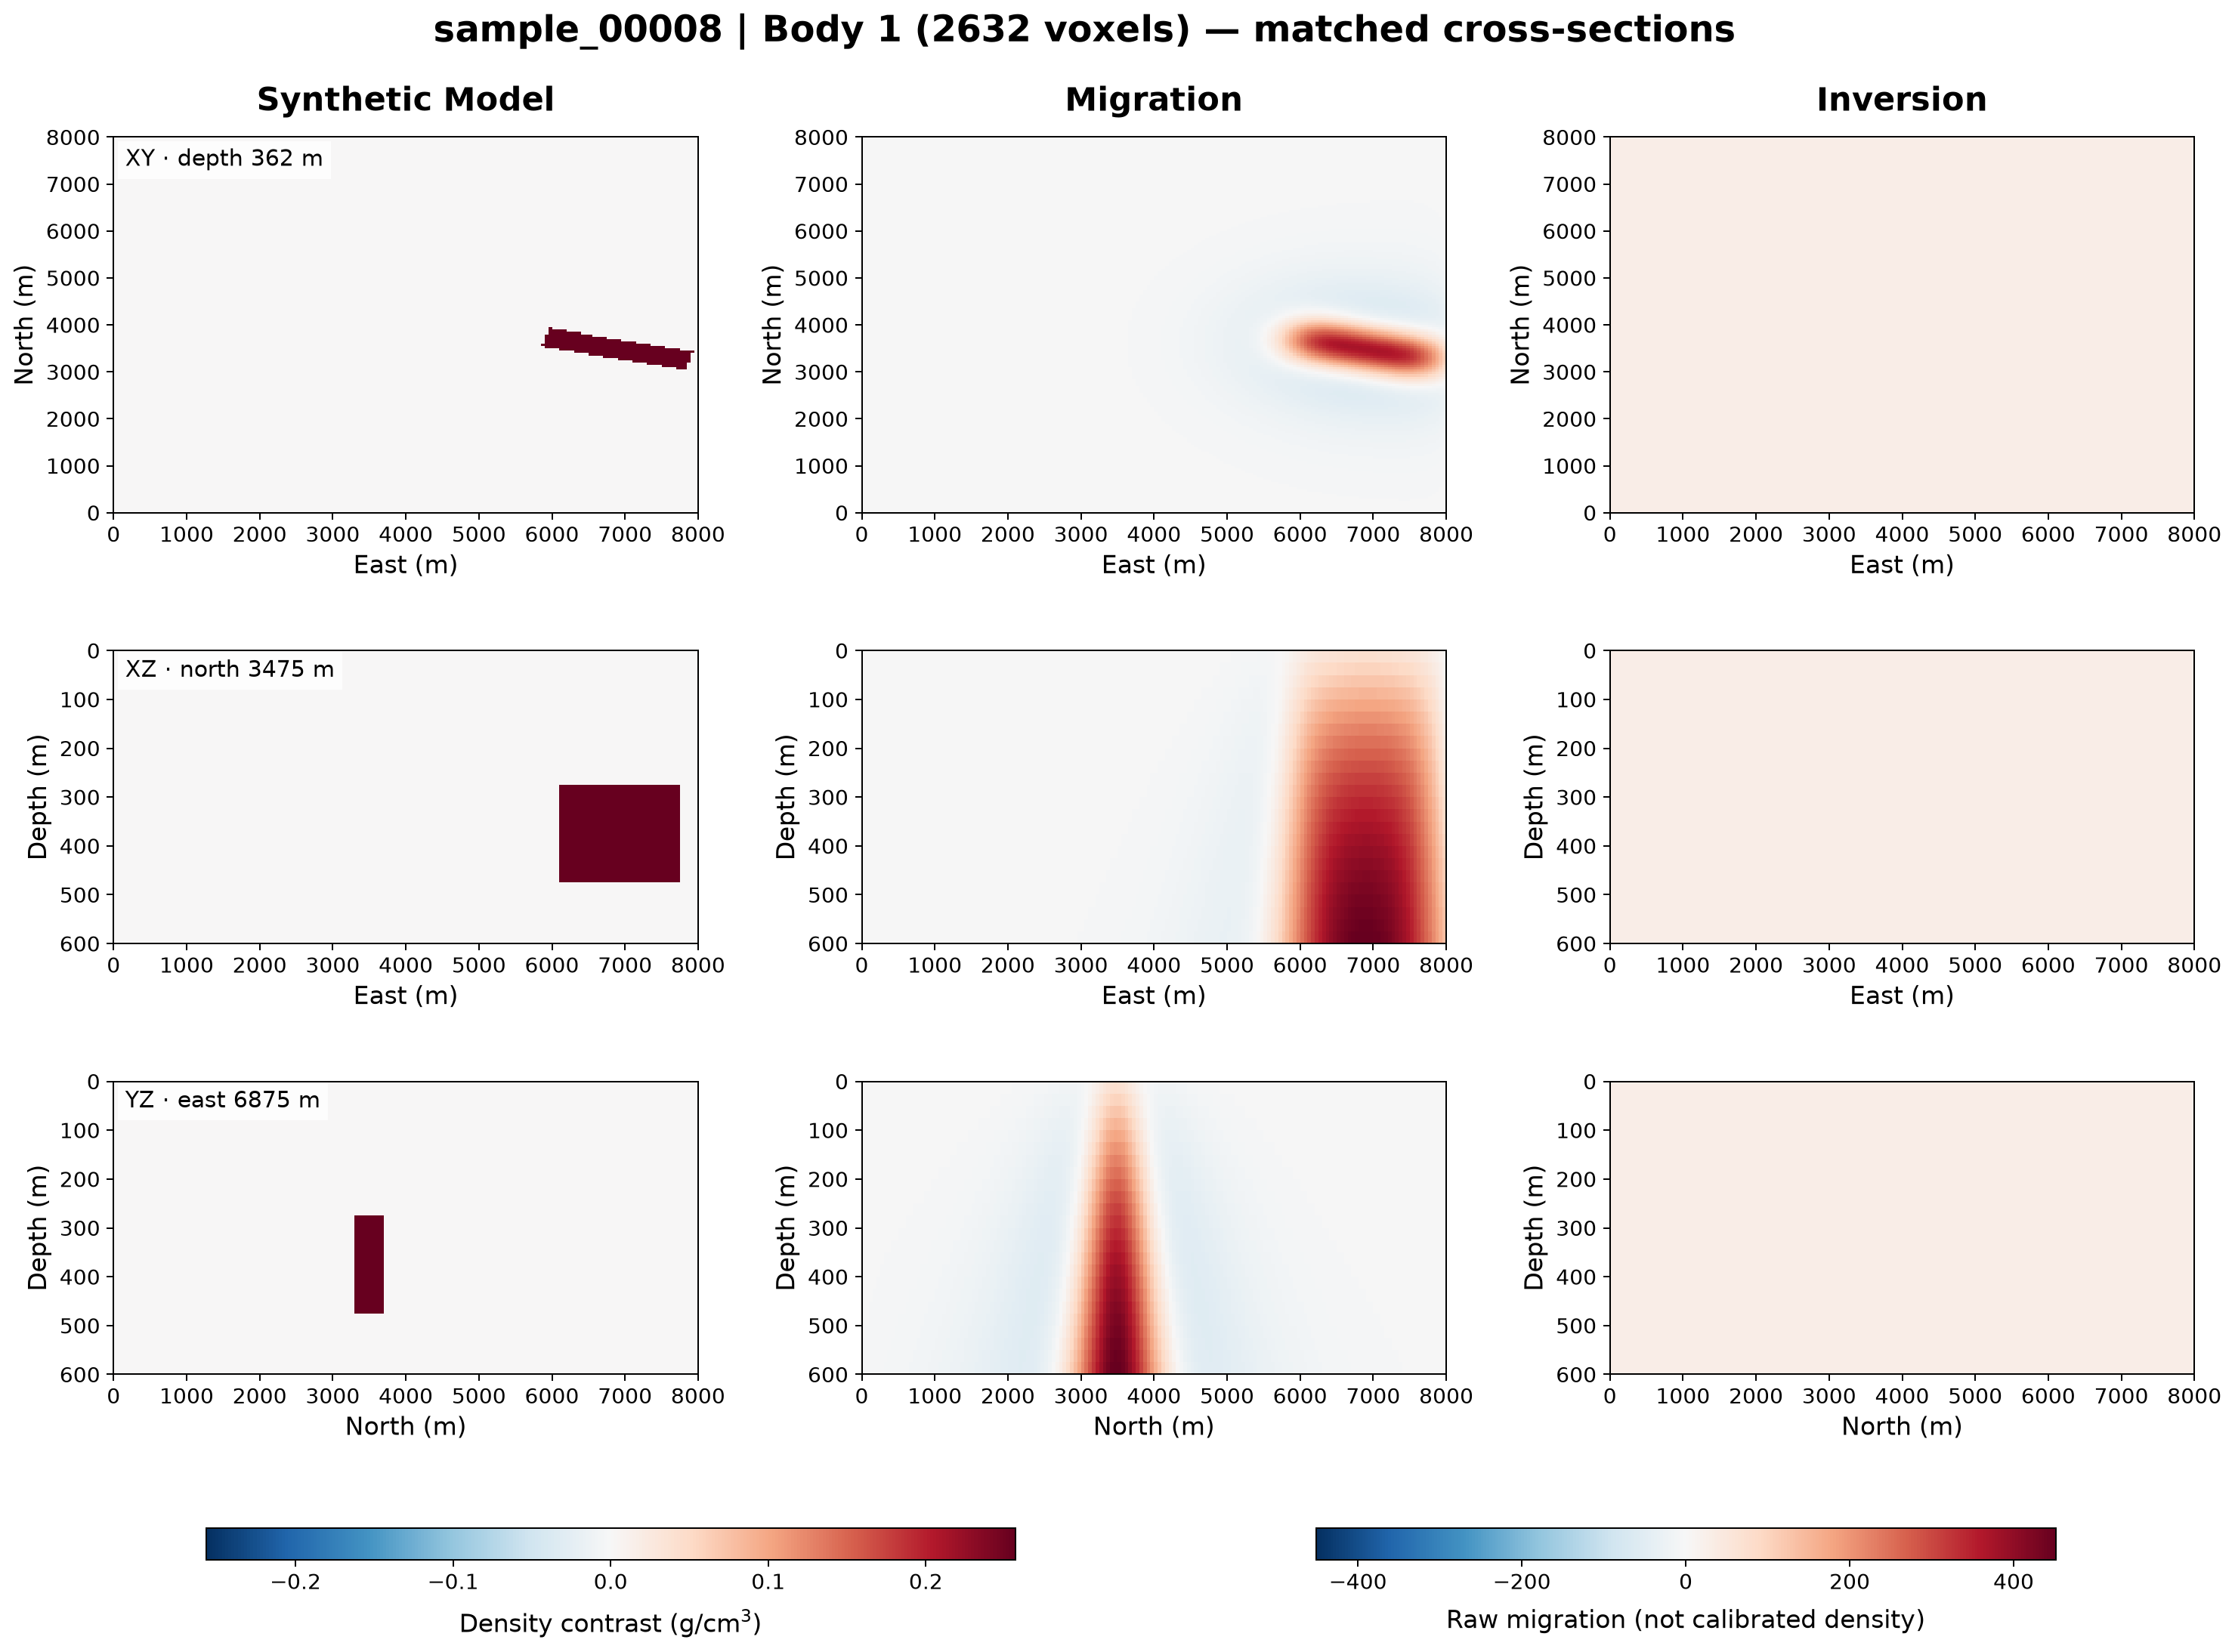 sample_00008 | Body 1 (2632 voxels) — matched cross-sections
Synthetic Model
Migration
Inversion
XY · depth 362 m
8000
7000
6000
5000
4000
3000
2000
1000
0
North (m)
0 1000 2000 3000 4000 5000 6000 7000 8000
East (m)
8000
7000
6000
5000
4000
3000
2000
1000
0
North (m)
0 1000 2000 3000 4000 5000 6000 7000 8000
East (m)
8000
7000
6000
5000
4000
3000
2000
1000
0
North (m)
0 1000 2000 3000 4000 5000 6000 7000 8000
East (m)
XZ · north 3475 m
0
100
200
300
400
500
600
Depth (m)
0 1000 2000 3000 4000 5000 6000 7000 8000
East (m)
0
100
200
300
400
500
600
Depth (m)
0 1000 2000 3000 4000 5000 6000 7000 8000
East (m)
0
100
200
300
400
500
600
Depth (m)
0 1000 2000 3000 4000 5000 6000 7000 8000
East (m)
YZ · east 6875 m
0
100
200
300
400
500
600
Depth (m)
0 1000 2000 3000 4000 5000 6000 7000 8000
North (m)
0
100
200
300
400
500
600
Depth (m)
0 1000 2000 3000 4000 5000 6000 7000 8000
North (m)
0
100
200
300
400
500
600
Depth (m)
0 1000 2000 3000 4000 5000 6000 7000 8000
North (m)
−0.2 −0.1 0.0 0.1 0.2
Density contrast (g/cm³)
−400 −200 0 200 400
Raw migration (not calibrated density)